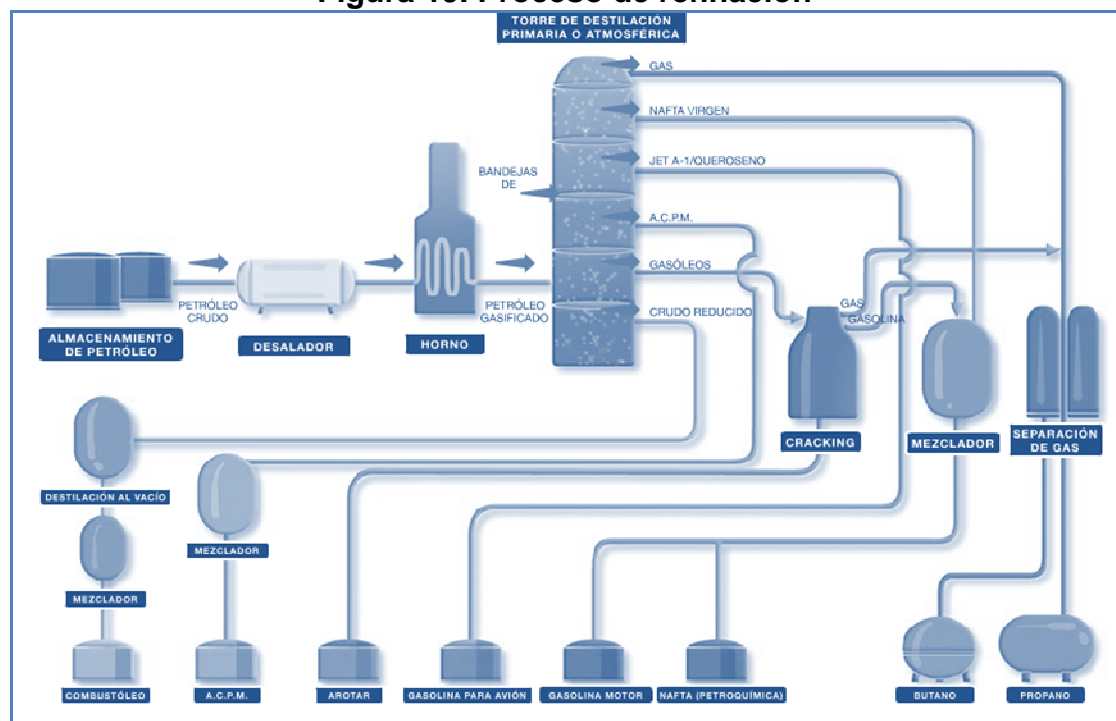 TORRE DE DESTILACIÓN
PRIMARIA O ATMOSFÉRICA
GAS
NAFTA VIRGEN
JET A-1/QUEROSENO
BANDEJAS
DE
A.C.P.M.
GASÓLEOS
CRUDO REDUCIDO
PETRÓLEO
CRUDO
PETRÓLEO
GASIFICADO
GAS
GASOLINA
ALMACENAMIENTO
DE PETRÓLEO
DESALADOR
HORNO
CRACKING
MEZCLADOR
SEPARACIÓN
DE GAS
DESTILACIÓN AL VACÍO
MEZCLADOR
MEZCLADOR
COMBUSTÓLEO
A.C.P.M.
AROTAR
GASOLINA PARA AVIÓN
GASOLINA MOTOR
NAFTA (PETROQUÍMICA)
BUTANO
PROPANO